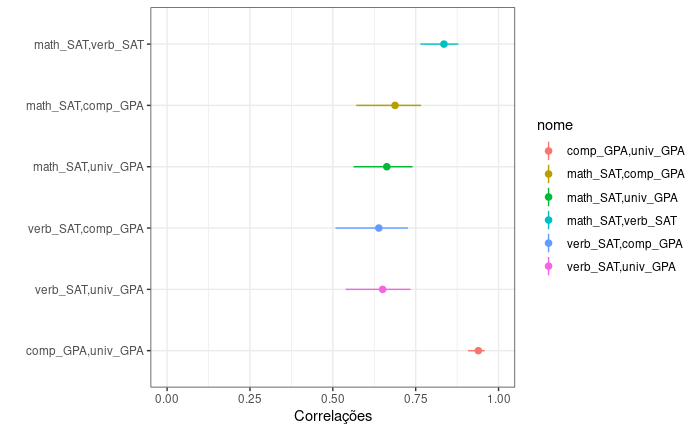 math_SAT,verb_SAT
math_SAT,comp_GPA
math_SAT,univ_GPA
verb_SAT,comp_GPA
verb_SAT,univ_GPA
comp_GPA,univ_GPA
0.00 0.25 0.50 0.75 1.00
Correlações
nome
comp_GPA,univ_GPA
math_SAT,comp_GPA
math_SAT,univ_GPA
math_SAT,verb_SAT
verb_SAT,comp_GPA
verb_SAT,univ_GPA